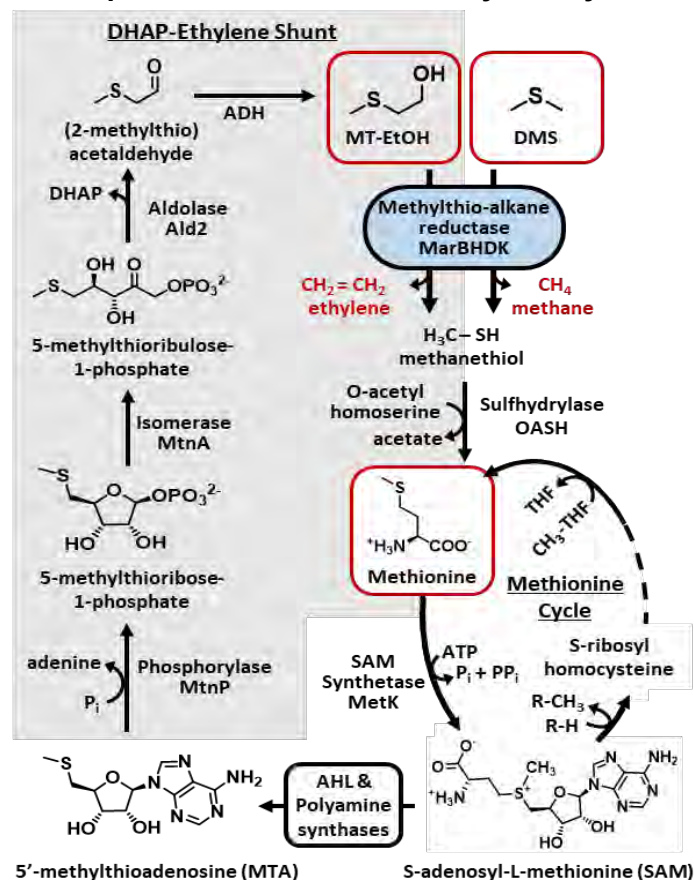 DHAP-Ethylene Shunt
S
O
(2-methylthio)
acetaldehyde
ADH
OH
S
MT-EtOH
S
DMS
DHAP
Aldolase
Ald2
Methylthio-alkane
reductase
MarBHDK
OH O
S
OPO₃²⁻
OH
5-methylthioribulose-
1-phosphate
CH₂ = CH₂
ethylene
CH₄
methane
H₃C – SH
methanethiol
Isomerase
MtnA
O-acetyl
homoserine
acetate
Sulfhydrylase
OASH
S
O
OPO₃²⁻
HO OH
5-methylthioribose-
1-phosphate
S
⁺H₃N COO⁻
Methionine
THF
CH₃-THF
Methionine
Cycle
adenine
Pᵢ
Phosphorylase
MtnP
SAM
Synthetase
MetK
ATP
Pᵢ + PPᵢ
S-ribosyl
homocysteine
R-CH₃
R-H
S
O
N
N
N
N
NH₂
HO OH
5'-methylthioadenosine (MTA)
AHL &
Polyamine
synthases
O⁻
O
⁺H₃N
CH₃
S⁺
O
N
N
N
N
NH₂
HO OH
S-adenosyl-L-methionine (SAM)